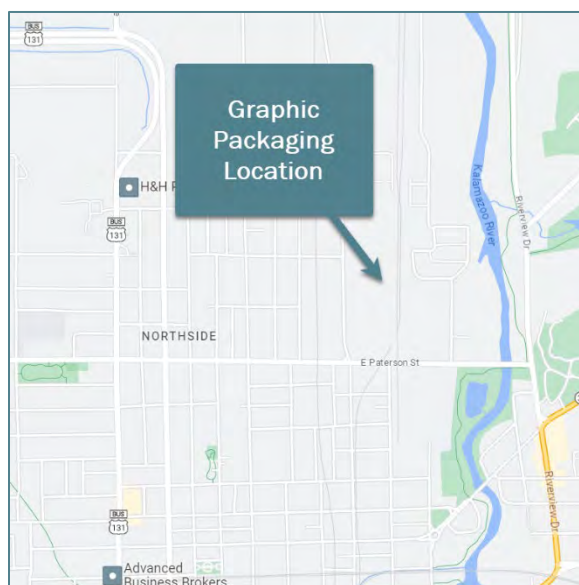 BUS
131
Graphic
Packaging
Location
H&H
BUS
131
Kalamazoo River
Riverview Dr
NORTHSIDE
E Paterson St
Riverview Dr
BUS
131
Advanced
Business Brokers